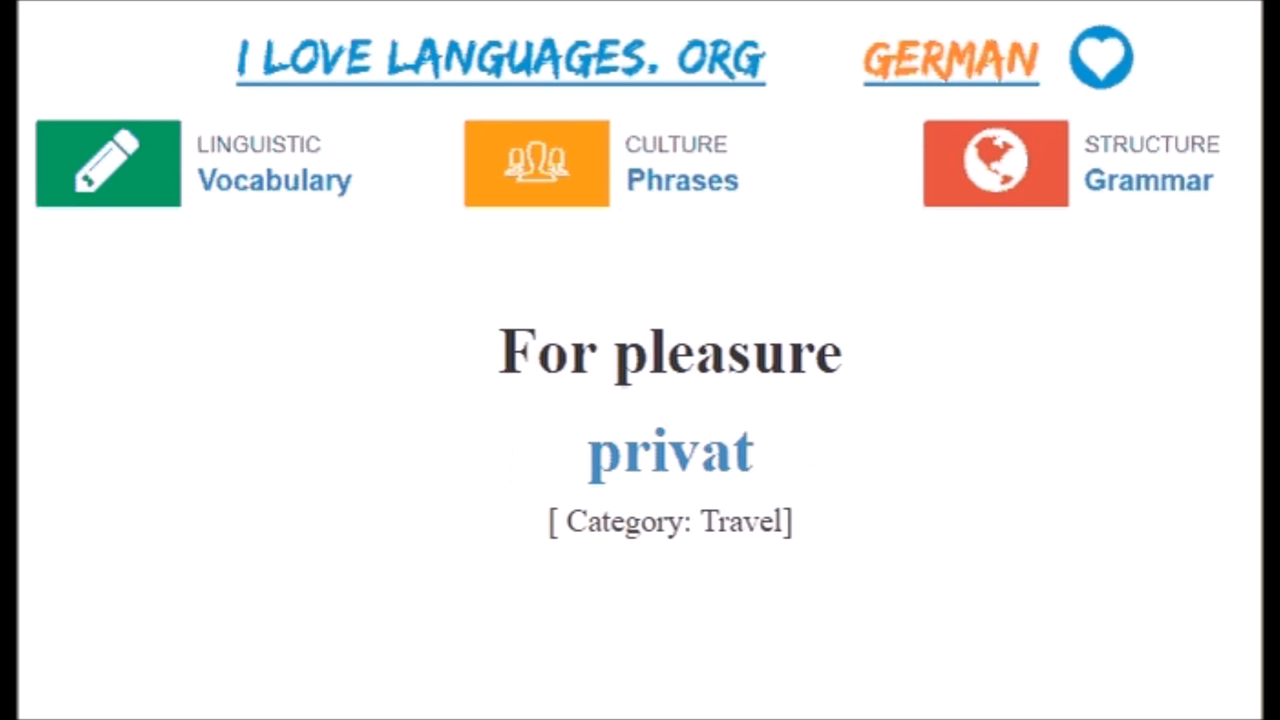 I LOVE LANGUAGES. ORG GERMAN
LINGUISTIC CULTURE STRUCTURE
Vocabulary Phrases Grammar
For pleasure
privat
[ Category: Travel]